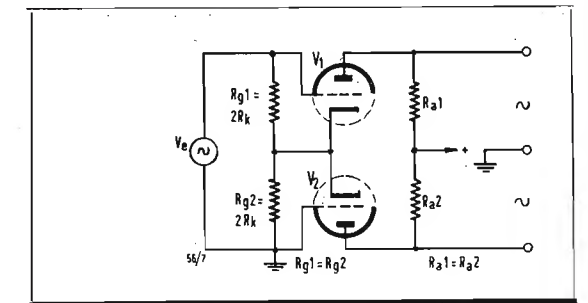 V1
Rg1 =
2Rk
Ra1
Ve
+
V2
Rg2 =
2Rk
Ra2
56/7
Rg1 = Rg2
Ra1 = Ra2